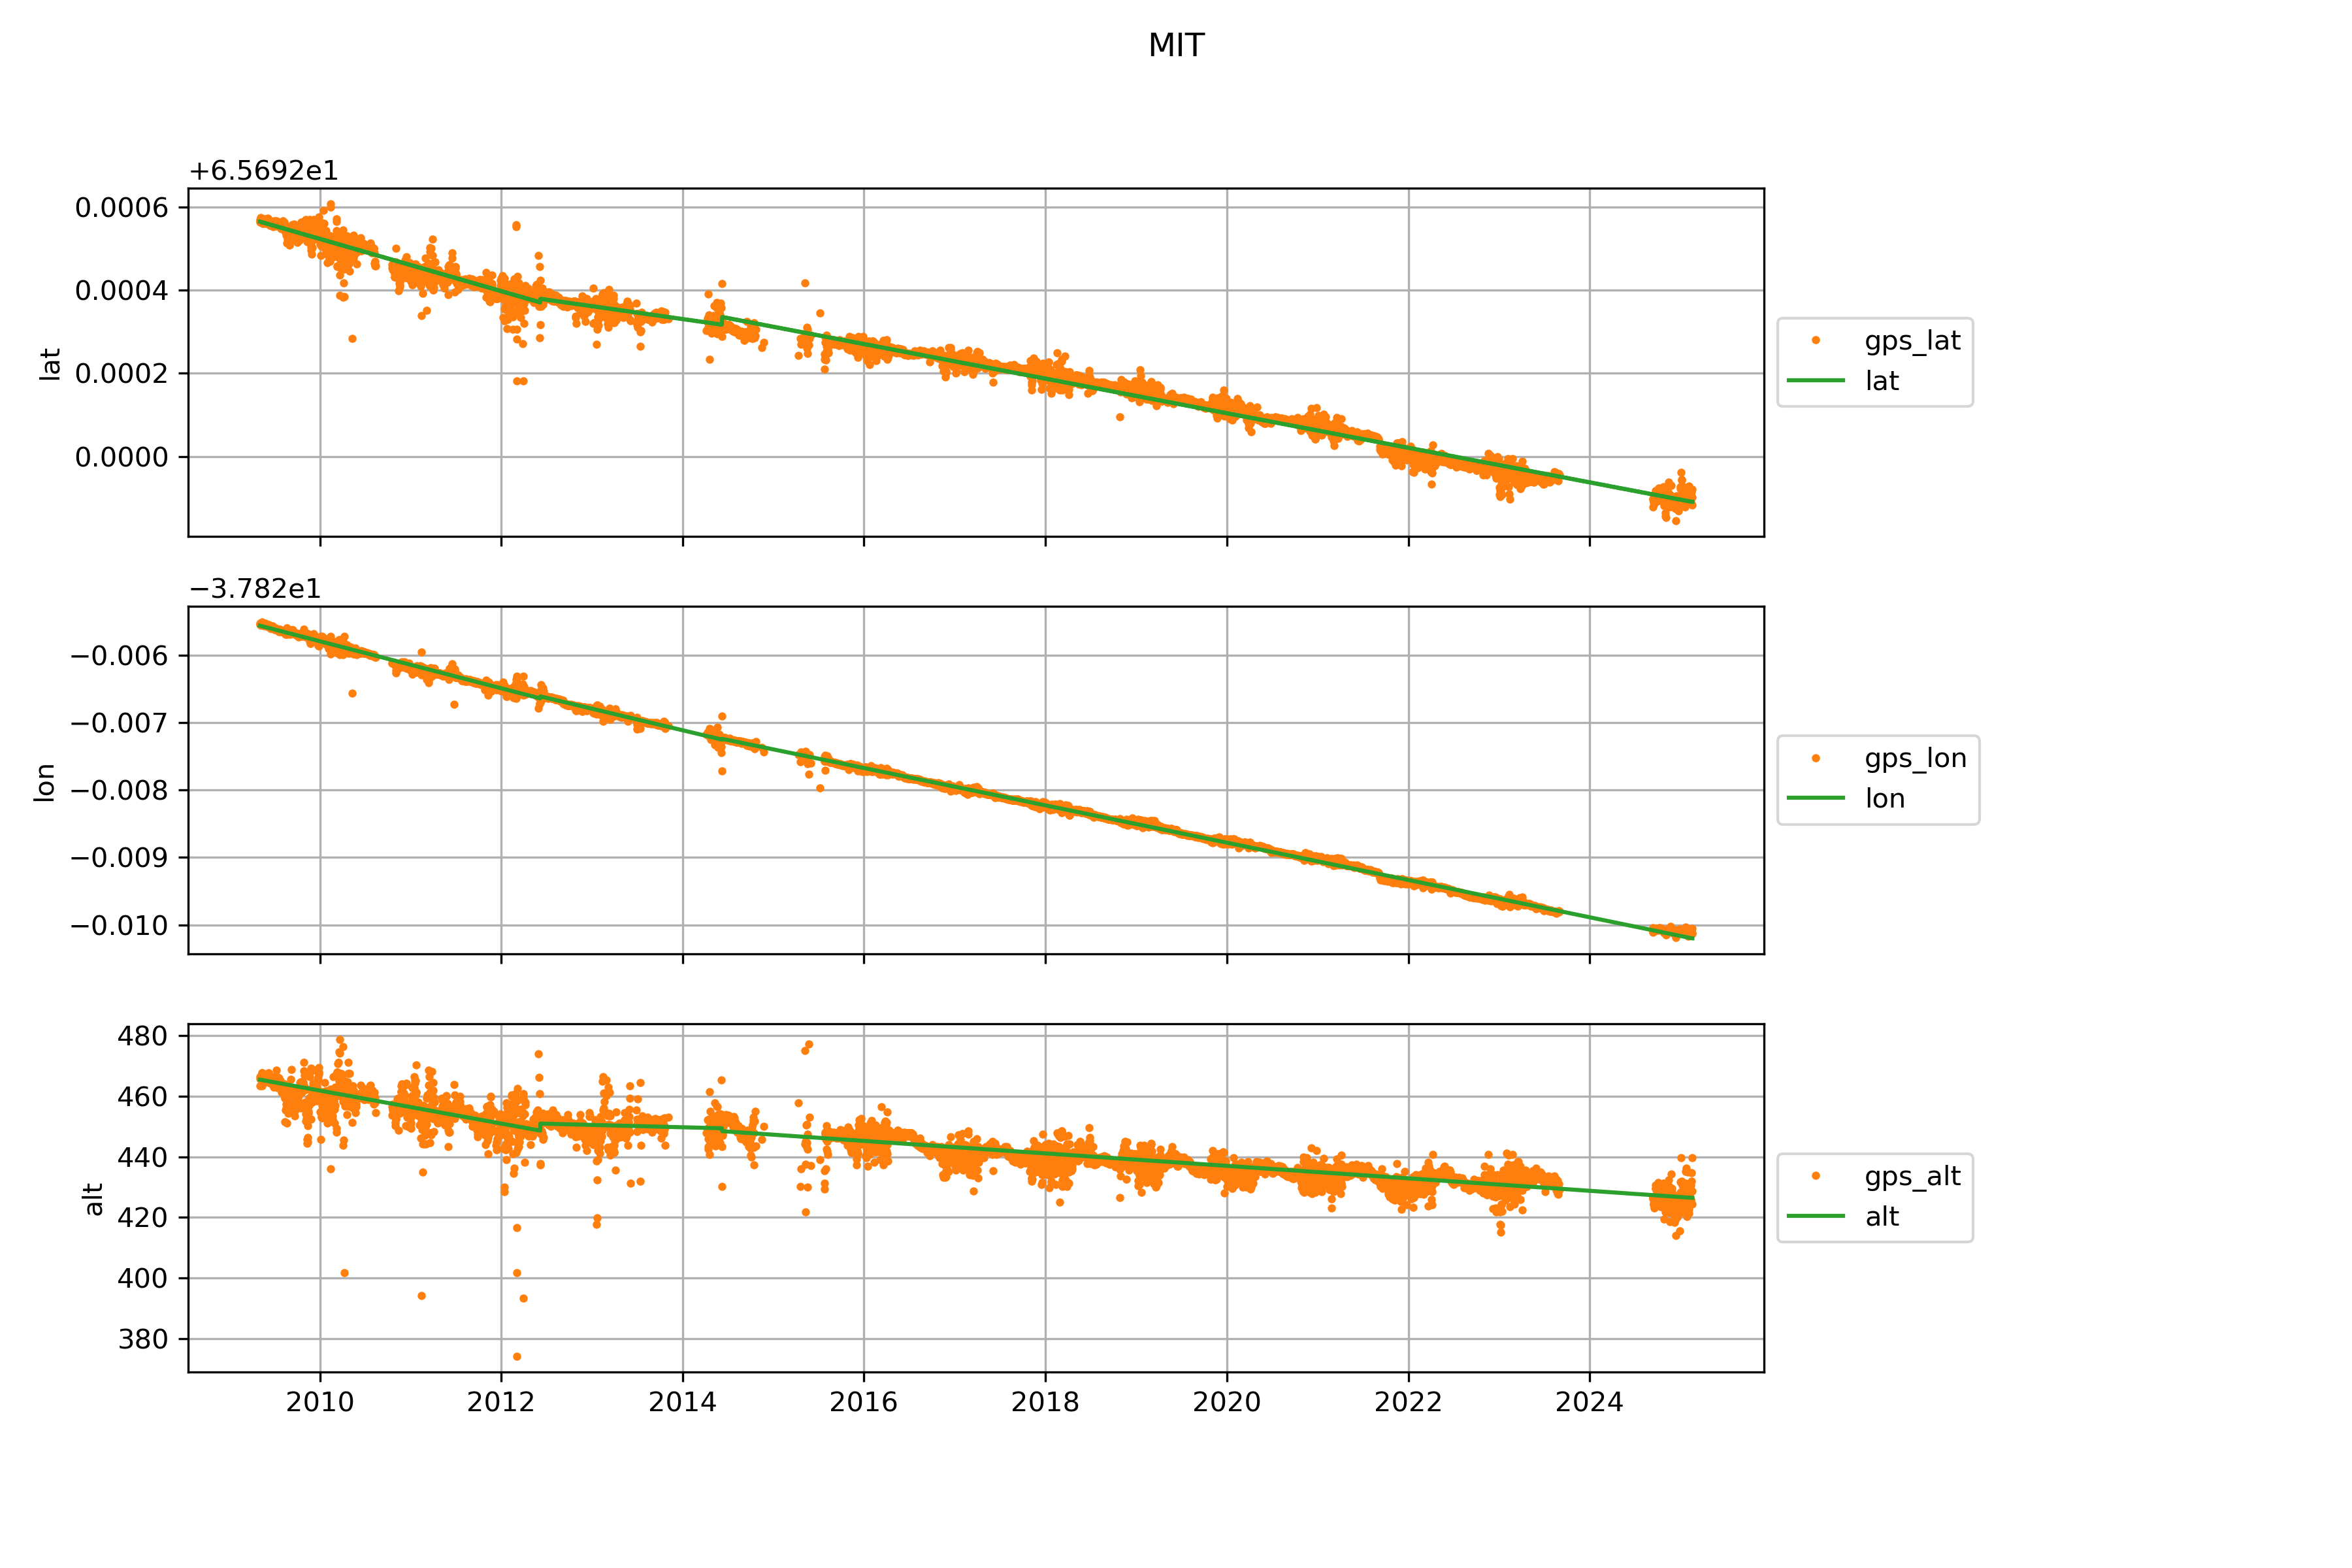 MIT
+6.5692e1
0.0006
0.0004
0.0002
0.0000
lat
gps_lat
lat
−3.782e1
−0.006
−0.007
−0.008
−0.009
−0.010
lon
gps_lon
lon
480
460
440
420
400
380
alt
gps_alt
alt
2010 2012 2014 2016 2018 2020 2022 2024